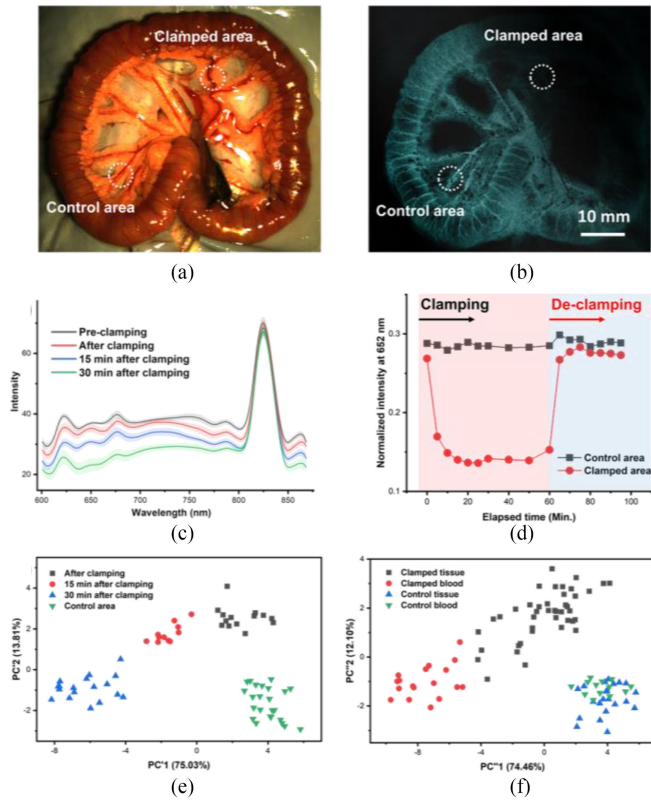 Clamped area
Control area
(a)
Clamped area
Control area
10 mm
(b)
Pre-clamping
After clamping
15 min after clamping
30 min after clamping
Intensity
60
40
20
600 650 700 750 800 850
Wavelength (nm)
(c)
Clamping
De-clamping
Normalized intensity at 652 nm
0.3
0.2
0.1
Control area
Clamped area
0 20 40 60 80 100
Elapsed time (Min.)
(d)
After clamping
15 min after clamping
30 min after clamping
Control area
PC'2 (13.81%)
4
2
0
-2
-8 -4 0 4
PC'1 (75.03%)
(e)
Clamped tissue
Clamped blood
Control tissue
Control blood
PC''2 (12.10%)
2
0
-2
-8 -4 0 4
PC''1 (74.46%)
(f)